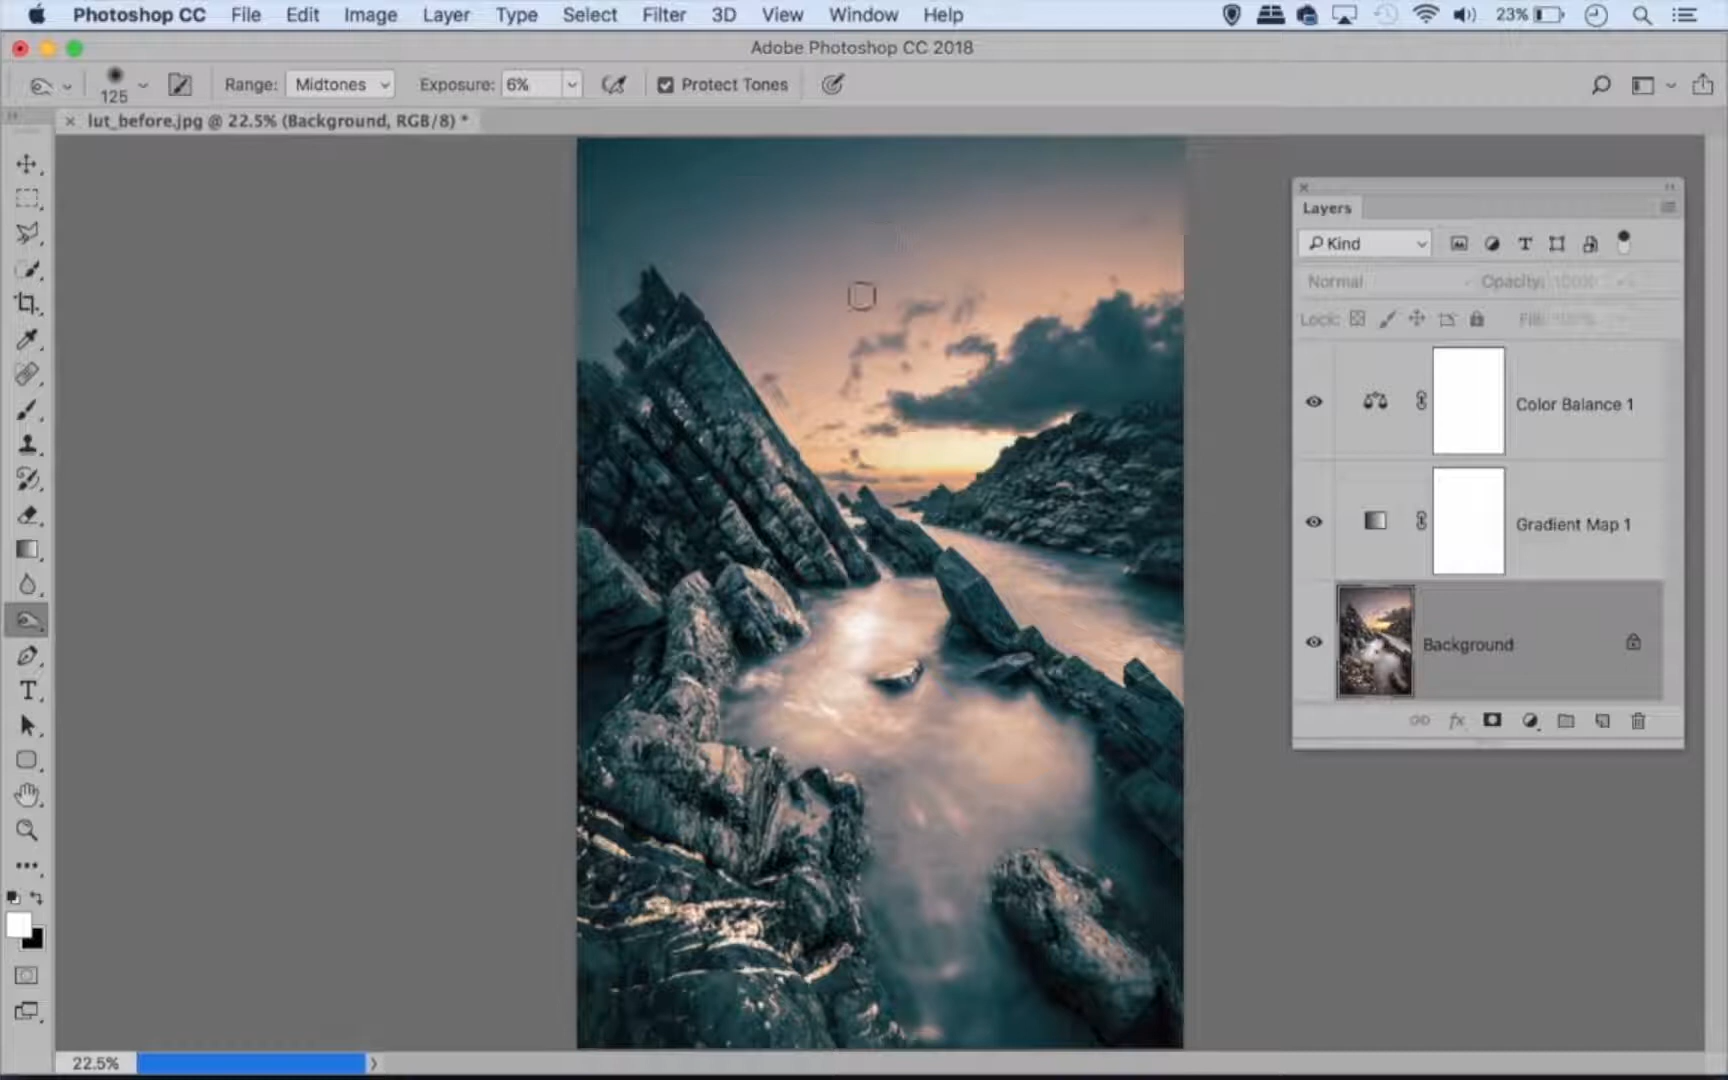 Photoshop CC File Edit Image Layer Type Select Filter 3D View Window Help 23%
Adobe Photoshop CC 2018
125 Range: Midtones Exposure: 6% Protect Tones
× lut_before.jpg @ 22.5% (Background, RGB/8) *
Layers
Kind
Normal Opacity: 100%
Lock: Fill: 100%
Color Balance 1
Gradient Map 1
Background
fx
22.5%